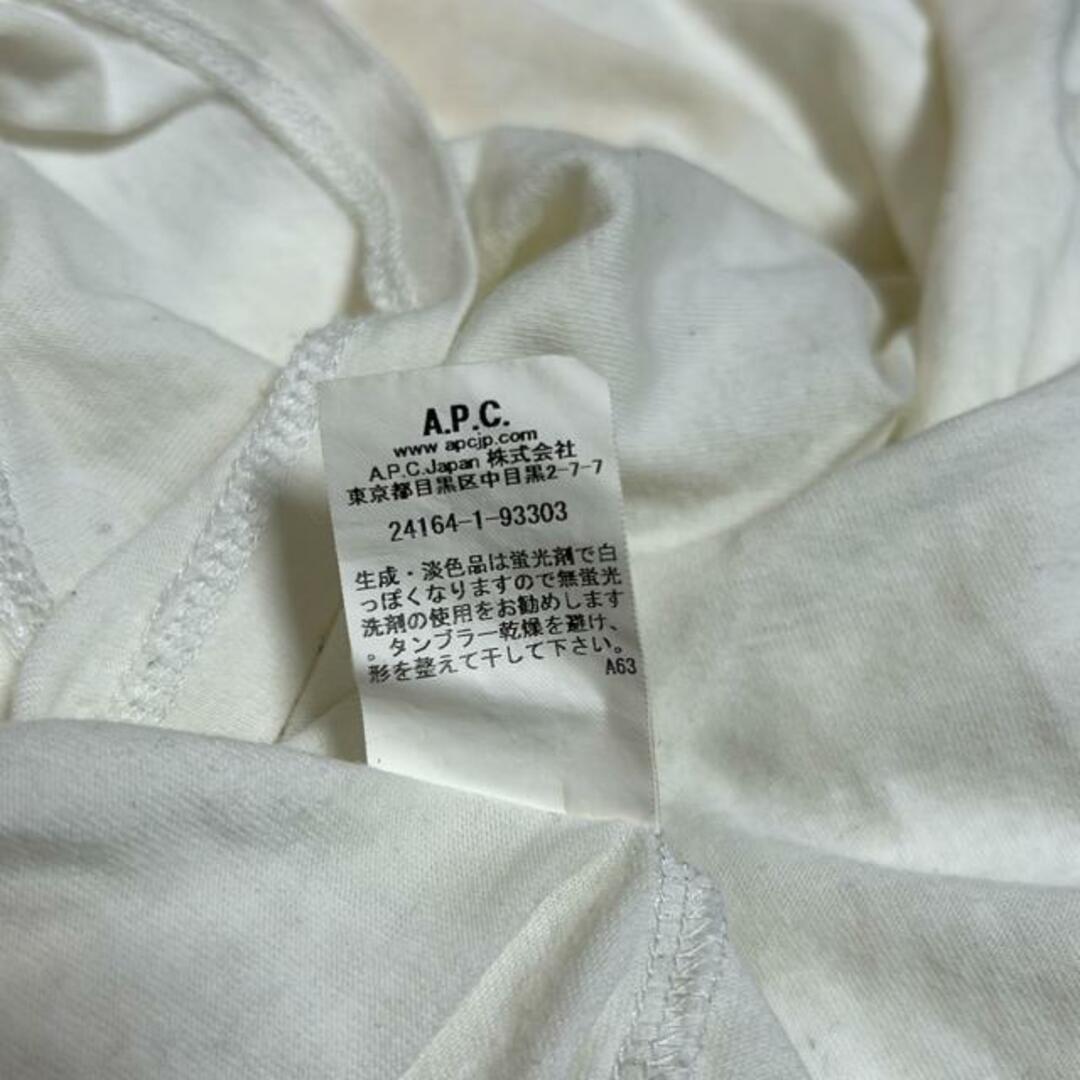 A.P.C.
www apcjp.com
A.P.C.Japan 株式会社
東京都目黒区中目黒2-7-7
24164-1-93303
生成・淡色品は蛍光剤で白
っぽくなりますので無蛍光
洗剤の使用をお勧めします
。タンブラー乾燥を避け、
形を整えて干して下さい。
A63